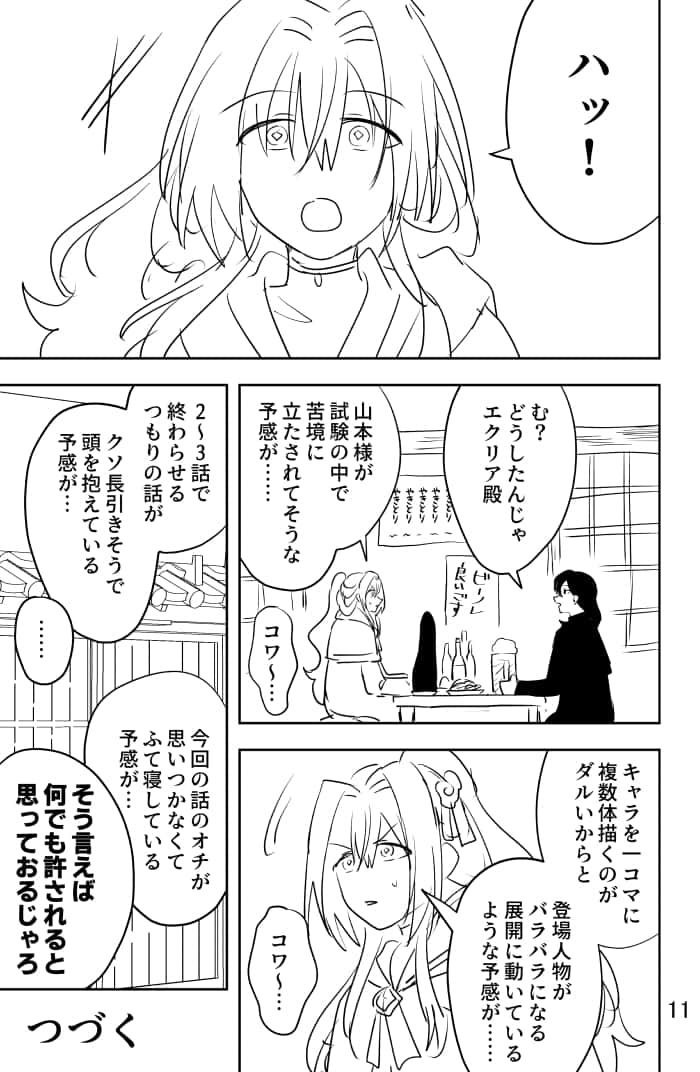 ハッ！
む？
どうしたんじゃ
エクリア殿
山本様が
試験の中で
苦境に
立たされてそうな
予感が……
やきとり
やきとり
やきとり
ビール
良いござ
コワ～…
キャラを一コマに
複数体描くのが
ダルいからと
登場人物が
バラバラになる
展開に動いている
ような予感が……
コワ～…
2～3話で
終わらせる
つもりの話が
クソ長引きそうで
頭を抱えている
予感が…
……
今回の話のオチが
思いつかなくて
ふて寝している
予感が…
そう言えば
何でも許されると
思っておるじゃろ
つづく
11